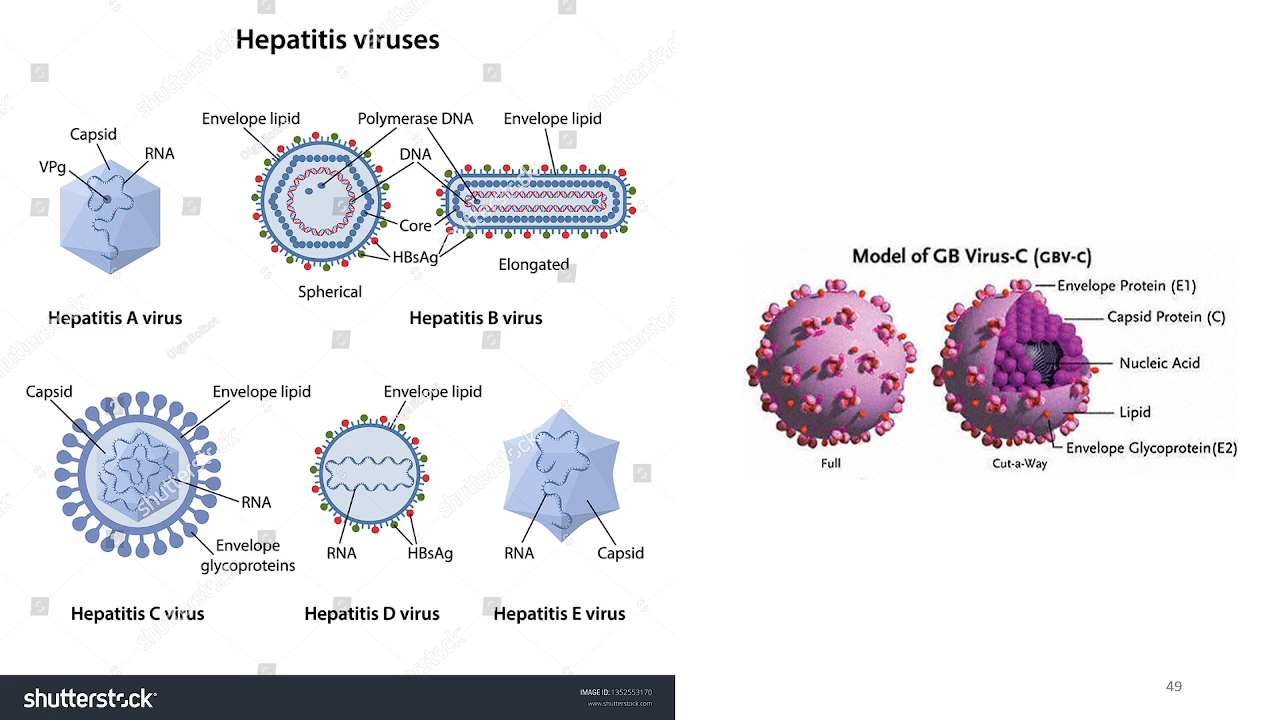 Hepatitis viruses
Capsid
VPg
RNA
Hepatitis A virus
Envelope lipid
Polymerase DNA
Envelope lipid
DNA
Core
HBsAg
Elongated
Spherical
Hepatitis B virus
Capsid
Envelope lipid
RNA
Envelope
glycoproteins
Hepatitis C virus
Envelope lipid
RNA
HBsAg
Hepatitis D virus
RNA
Capsid
Hepatitis E virus
shutterstock
IMAGE ID: 1352553170
www.shutterstock.com
Model of GB Virus-C (GBV-C)
Envelope Protein (E1)
Capsid Protein (C)
Nucleic Acid
Lipid
Envelope Glycoprotein(E2)
Full
Cut-a-Way
49
shutterstock
Olga Bolbot